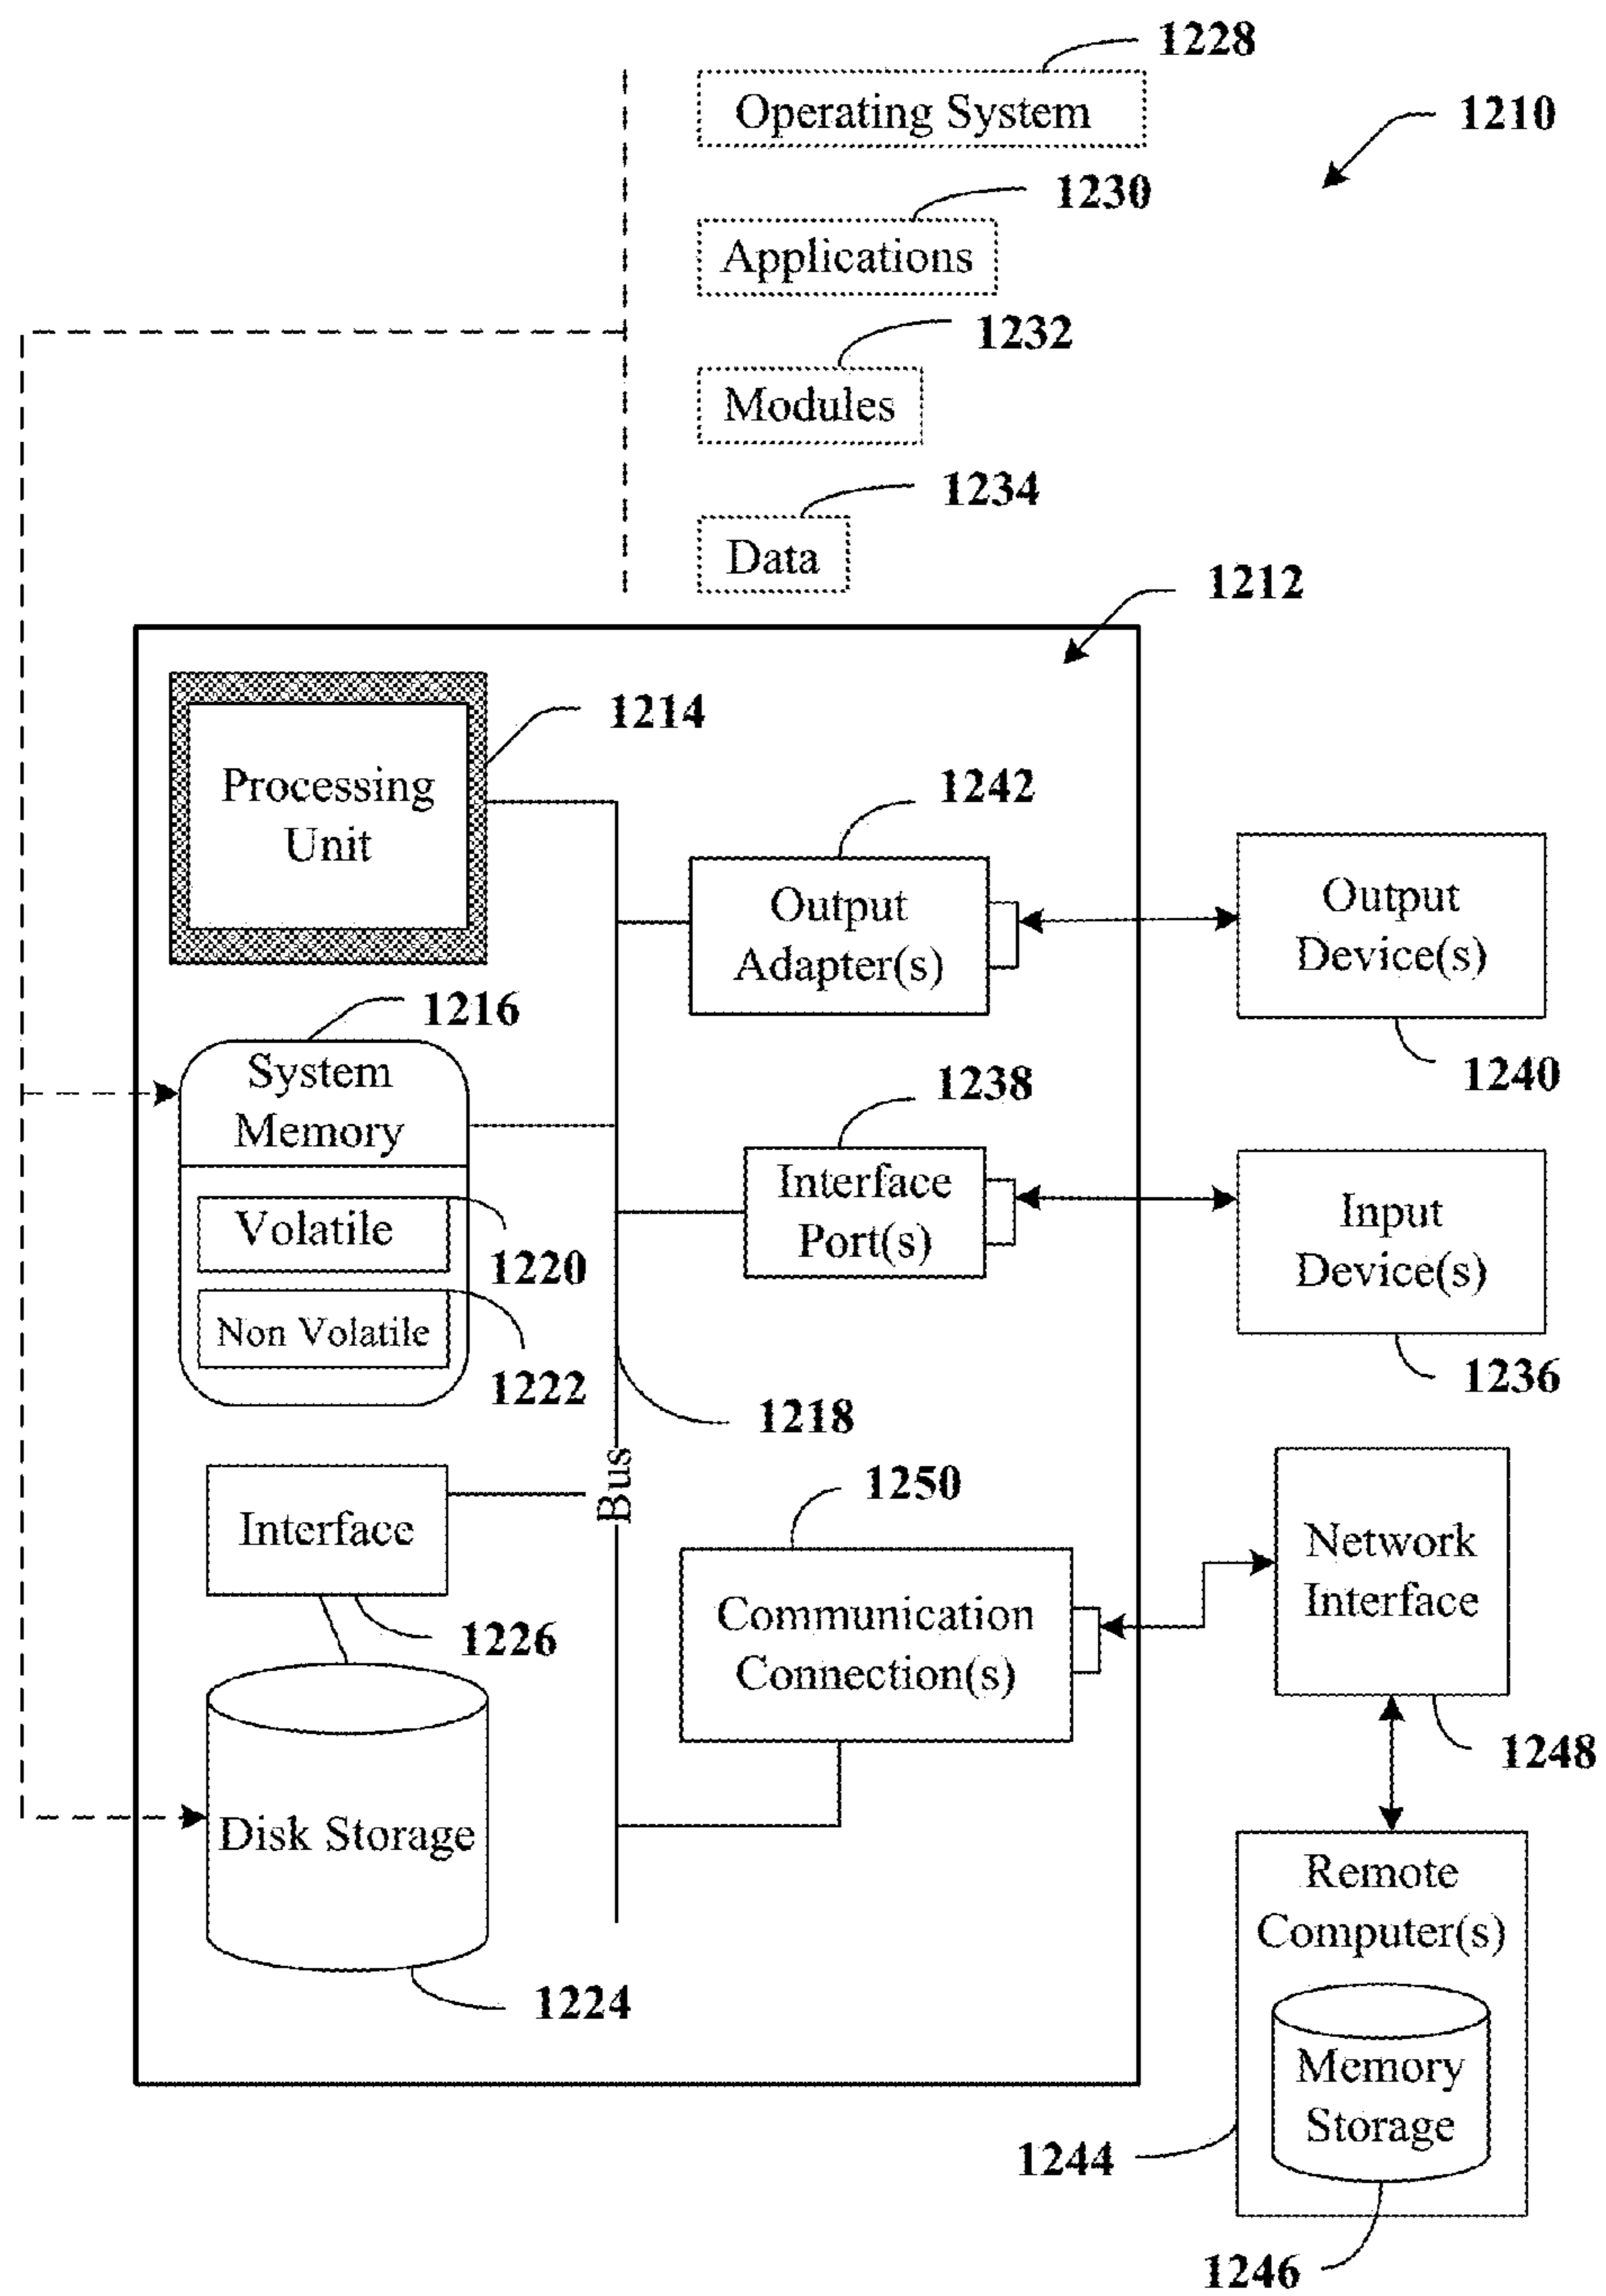 1228
Operating System
1210
1230
Applications
1232
Modules
1234
Data
1212
1214
Processing
Unit
1242
Output
Adapter(s)
Output
Device(s)
1240
1216
System
Memory
1238
Interface
Port(s)
Input
Device(s)
1236
Volatile
1220
Non Volatile
1222
1218
Bus
1250
Interface
1226
Communication
Connection(s)
Network
Interface
1248
Disk Storage
1224
Remote
Computer(s)
Memory
Storage
1244
1246